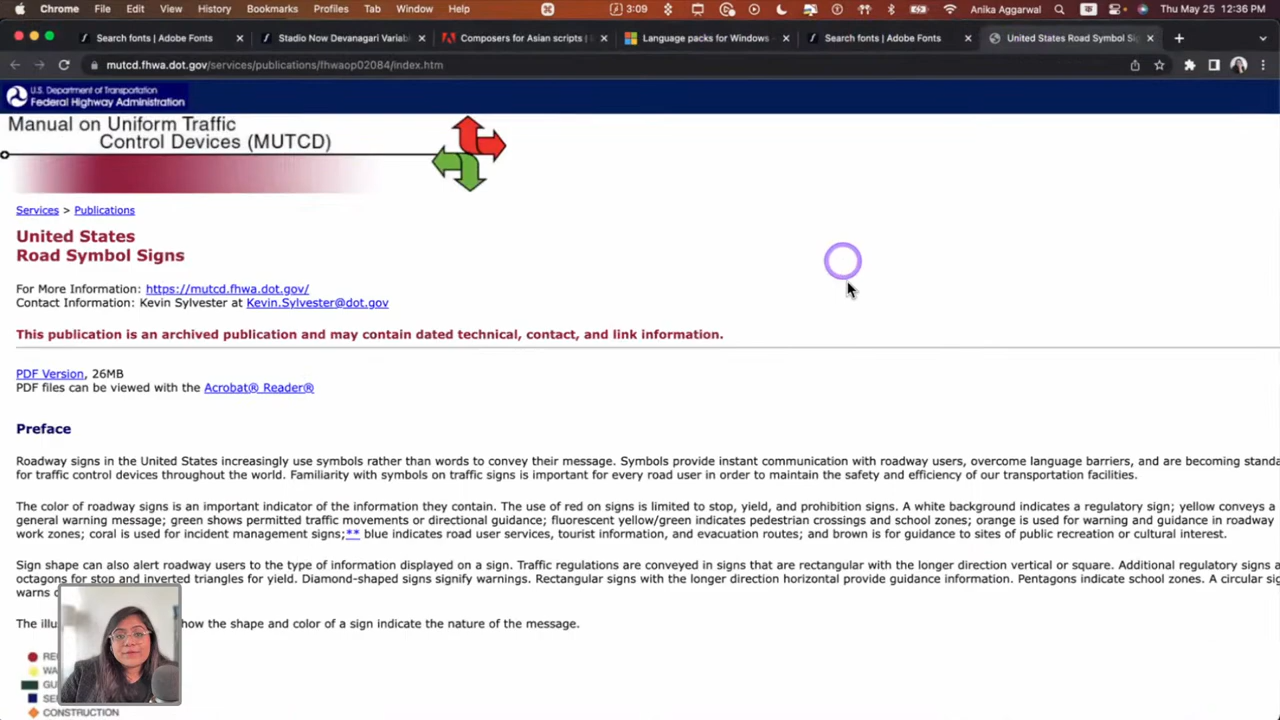 Chrome File Edit View History Bookmarks Profiles Tab Window Help 3:09 Anika Aggarwal Thu May 25 12:36 PM
Search fonts | Adobe Fonts Stadio Now Devanagari Variab Composers for Asian scripts i Language packs for Windows - Search fonts | Adobe Fonts United States Road Symbol Si
mutcd.fhwa.dot.gov/services/publications/fhwaop02084/index.htm
U.S. Department of Transportation
Federal Highway Administration
Manual on Uniform Traffic
Control Devices (MUTCD)
Services > Publications
United States
Road Symbol Signs
For More Information: https://mutcd.fhwa.dot.gov/
Contact Information: Kevin Sylvester at Kevin.Sylvester@dot.gov
This publication is an archived publication and may contain dated technical, contact, and link information.
PDF Version, 26MB
PDF files can be viewed with the Acrobat® Reader®
Preface
Roadway signs in the United States increasingly use symbols rather than words to convey their message. Symbols provide instant communication with roadway users, overcome language barriers, and are becoming standa
for traffic control devices throughout the world. Familiarity with symbols on traffic signs is important for every road user in order to maintain the safety and efficiency of our transportation facilities.
The color of roadway signs is an important indicator of the information they contain. The use of red on signs is limited to stop, yield, and prohibition signs. A white background indicates a regulatory sign; yellow conveys a
general warning message; green shows permitted traffic movements or directional guidance; fluorescent yellow/green indicates pedestrian crossings and school zones; orange is used for warning and guidance in roadway
work zones; coral is used for incident management signs;** blue indicates road user services, tourist information, and evacuation routes; and brown is for guidance to sites of public recreation or cultural interest.
Sign shape can also alert roadway users to the type of information displayed on a sign. Traffic regulations are conveyed in signs that are rectangular with the longer direction vertical or square. Additional regulatory signs a
octagons for stop and inverted triangles for yield. Diamond-shaped signs signify warnings. Rectangular signs with the longer direction horizontal provide guidance information. Pentagons indicate school zones. A circular sig
warns
The illu how the shape and color of a sign indicate the nature of the message.
RE
WA
GU
SE
CONSTRUCTION